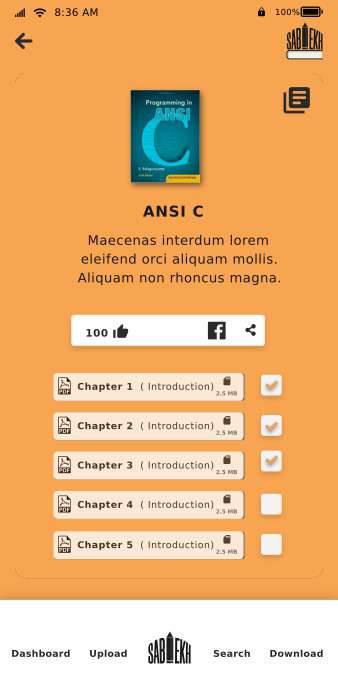 8:36 AM
100%
SABLEKH
Programming in
ANSI
C
E Balagurusamy
ANSI C
Maecenas interdum lorem
eleifend orci aliquam mollis.
Aliquam non rhoncus magna.
100
Chapter 1 ( Introduction)
PDF
2.5 MB
Chapter 2 ( Introduction)
PDF
2.5 MB
Chapter 3 ( Introduction)
PDF
2.5 MB
Chapter 4 ( Introduction)
PDF
2.5 MB
Chapter 5 ( Introduction)
PDF
2.5 MB
Dashboard
Upload
SABLEKH
Search
Download